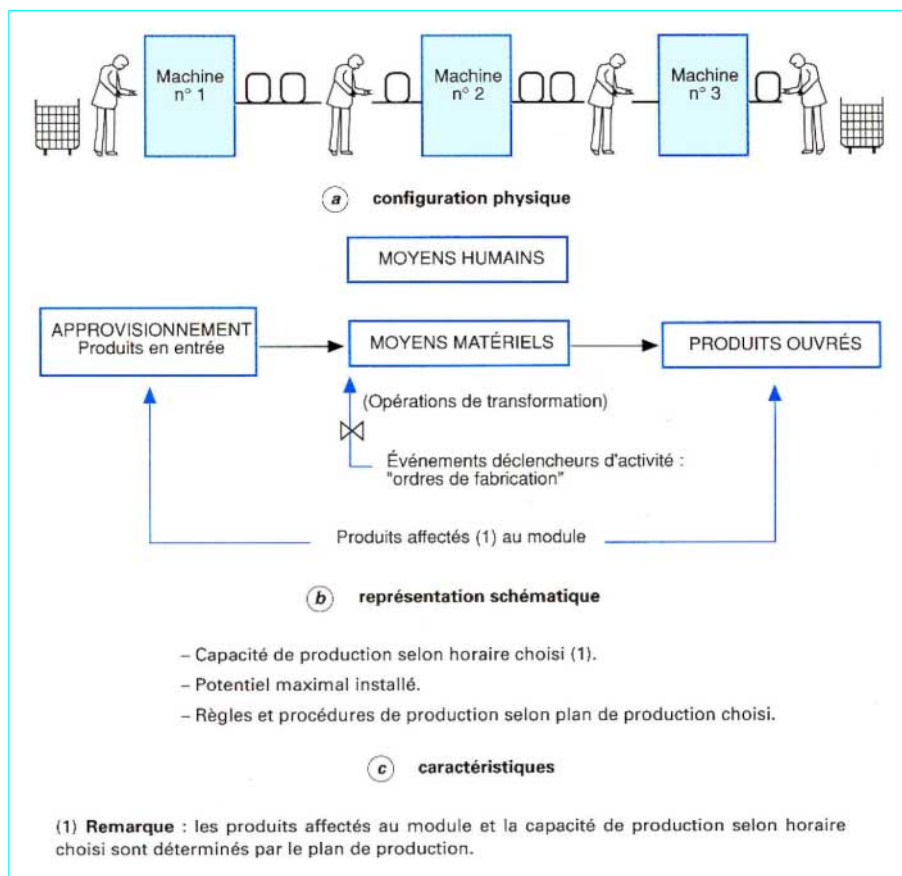 Machine
n° 1
Machine
n° 2
Machine
n° 3
a configuration physique
MOYENS HUMAINS
APPROVISIONNEMENT
Produits en entrée
MOYENS MATÉRIELS
PRODUITS OUVRÉS
(Opérations de transformation)
Événements déclencheurs d'activité :
"ordres de fabrication"
Produits affectés (1) au module
b représentation schématique
– Capacité de production selon horaire choisi (1).
– Potentiel maximal installé.
– Règles et procédures de production selon plan de production choisi.
c caractéristiques
(1) Remarque : les produits affectés au module et la capacité de production selon horaire
choisi sont déterminés par le plan de production.